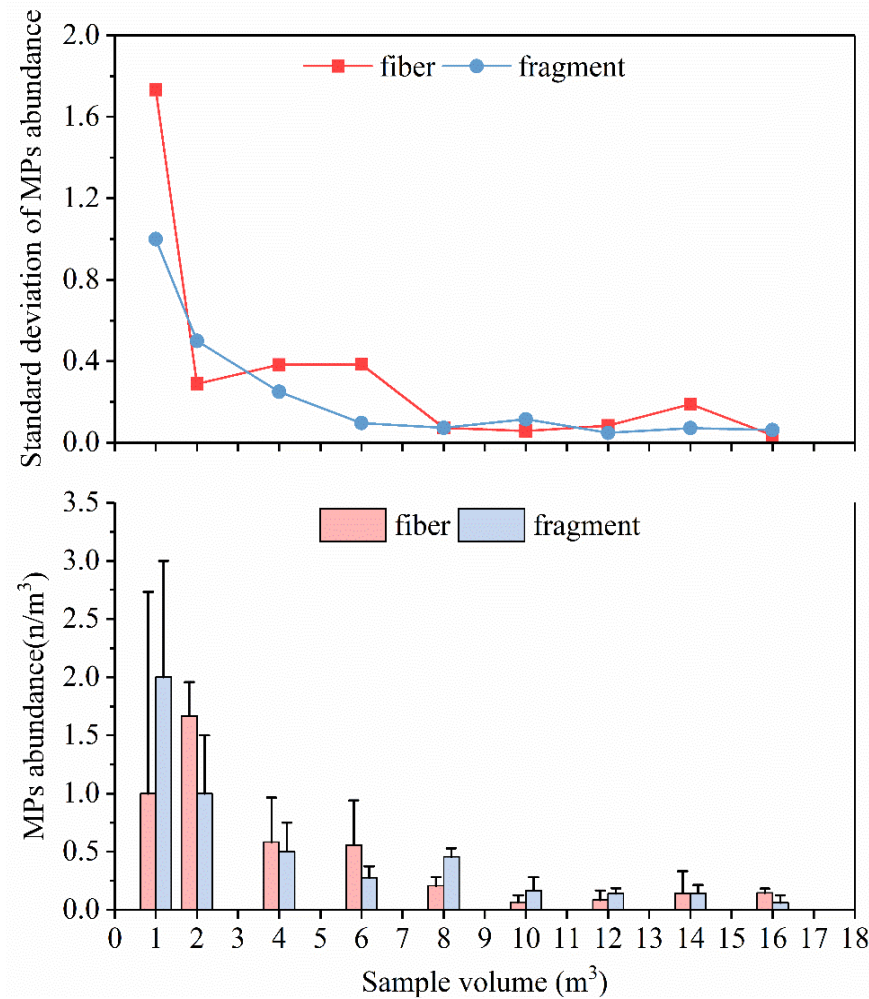 Standard deviation of MPs abundance
2.0
1.6
1.2
0.8
0.4
0.0
fiber fragment
MPs abundance(n/m³)
3.5
3.0
2.5
2.0
1.5
1.0
0.5
0.0
fiber fragment
0 1 2 3 4 5 6 7 8 9 10 11 12 13 14 15 16 17 18
Sample volume (m³)